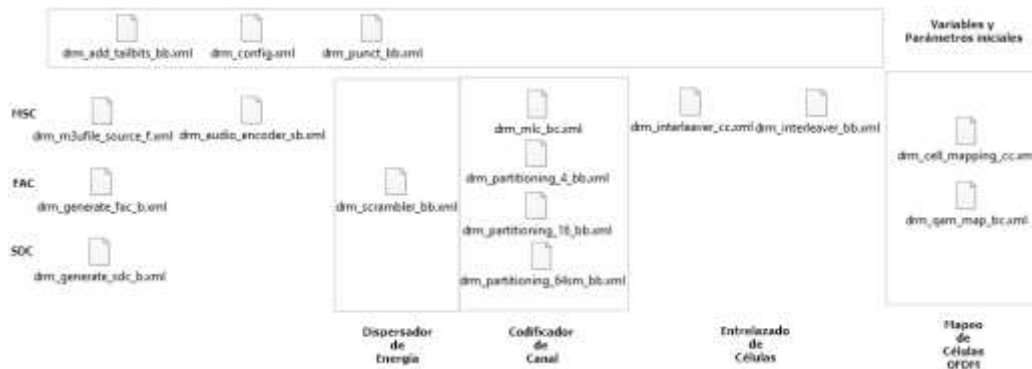 Variables y
Parámetros iniciales
drm_add_tailbits_bb.xml
drm_config.xml
drm_punct_bb.xml
MSC
drm_m3ufile_source_f.xml
drm_audio_encoder_sb.xml
drm_mlc_bc.xml
drm_interleaver_cc.xml
drm_interleaver_bb.xml
drm_cell_mapping_cc.xml
drm_partitioning_4_bb.xml
FAC
drm_generate_fac_b.xml
drm_scrambler_bb.xml
drm_partitioning_16_bb.xml
drm_qam_map_bc.xml
SDC
drm_generate_sdc_b.xml
drm_partitioning_64sm_bb.xml
Dispersador
de
Energía
Codificador
de
Canal
Entrelazado
de
Células
Mapeo
de
Células
OFDM